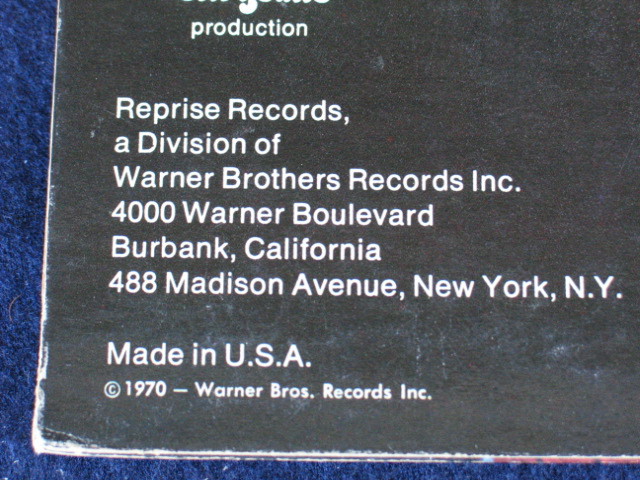 production
Reprise Records,
a Division of
Warner Brothers Records Inc.
4000 Warner Boulevard
Burbank, California
488 Madison Avenue, New York, N.Y.
Made in U.S.A.
© 1970 — Warner Bros. Records Inc.